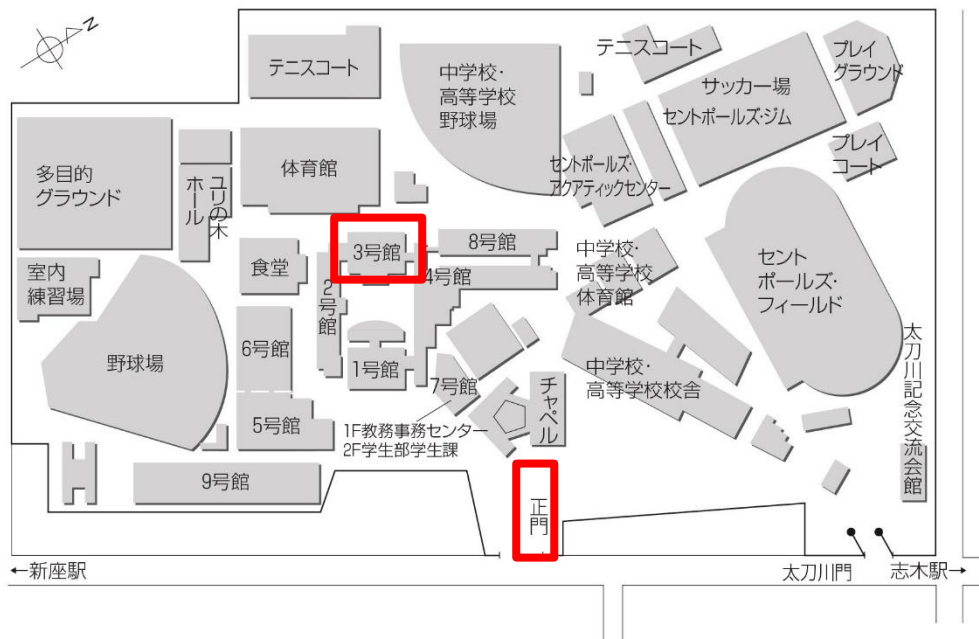 N
テニスコート
中学校・
高等学校
野球場
テニスコート
サッカー場
セントポールズ・ジム
プレイ
グラウンド
プレイ
コート
多目的
グラウンド
ユリの木
ホール
体育館
セントポールズ・
アクアティックセンター
3号館
8号館
食堂
2号館
4号館
中学校・
高等学校
体育館
セント
ポールズ・
フィールド
室内
練習場
野球場
6号館
1号館
7号館
チャペル
中学校・
高等学校校舎
太刀川記念交流会館
5号館
1F教務事務センター
2F学生部学生課
9号館
正門
←新座駅
太刀川門
志木駅→